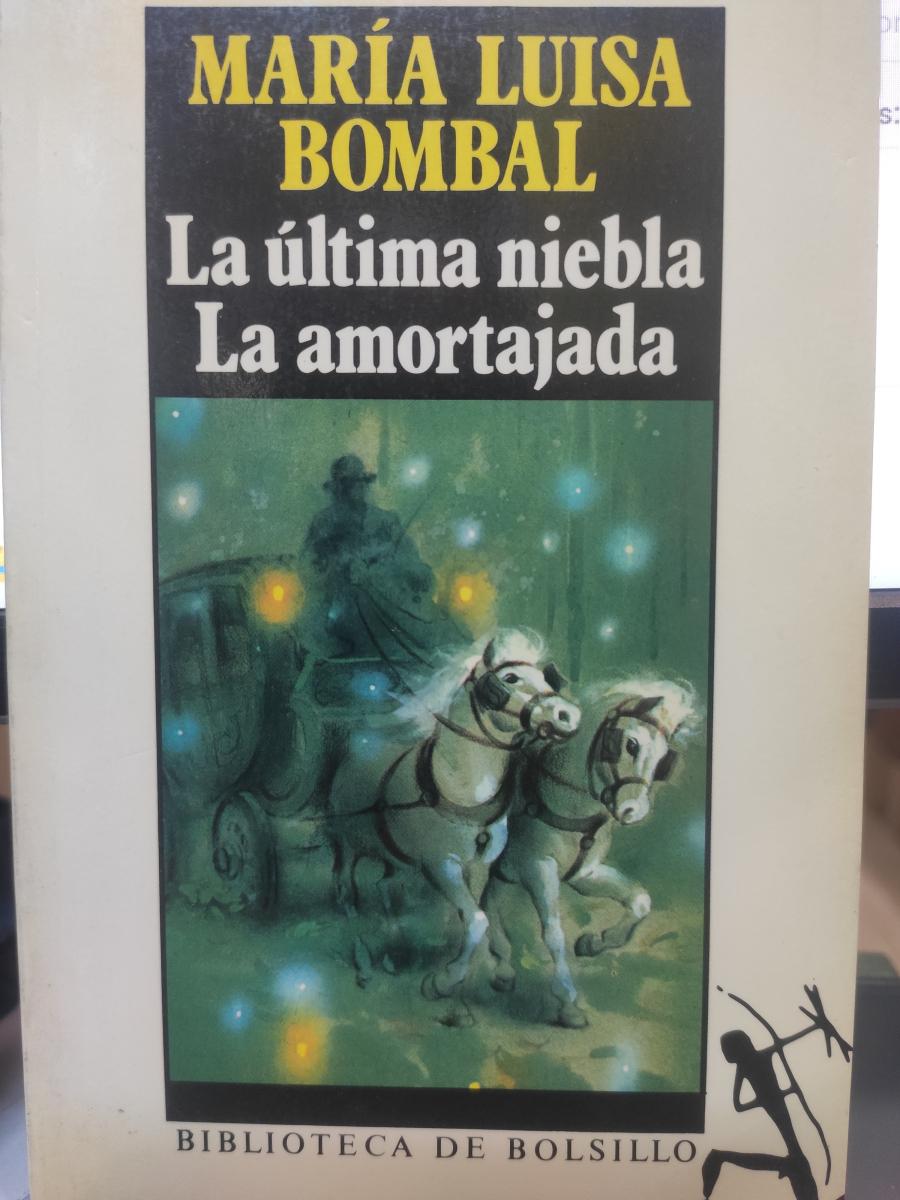 MARÍA LUISA
BOMBAL
La última niebla
La amortajada
BIBLIOTECA DE BOLSILLO